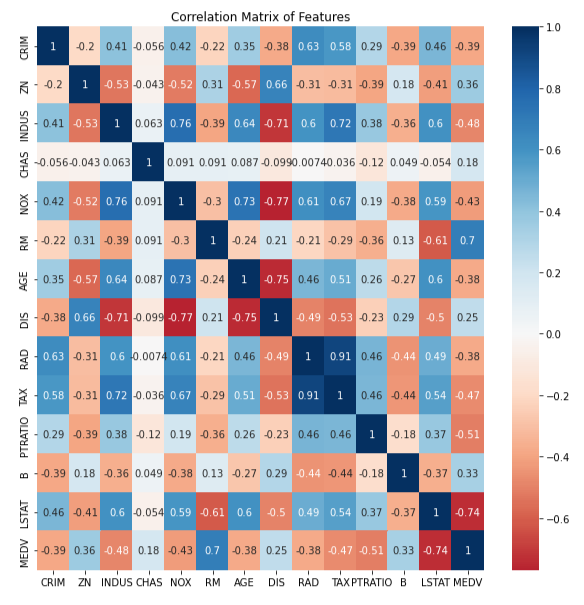 Correlation Matrix of Features
CRIM 1 -0.2 0.41 -0.056 0.42 -0.22 0.35 -0.38 0.63 0.58 0.29 -0.39 0.46 -0.39
ZN -0.2 1 -0.53 -0.043 -0.52 0.31 -0.57 0.66 -0.31 -0.31 -0.39 0.18 -0.41 0.36
INDUS 0.41 -0.53 1 0.063 0.76 -0.39 0.64 -0.71 0.6 0.72 0.38 -0.36 0.6 -0.48
CHAS -0.056 -0.043 0.063 1 0.091 0.091 0.087 -0.099 0.0074 0.036 -0.12 0.049 -0.054 0.18
NOX 0.42 -0.52 0.76 0.091 1 -0.3 0.73 -0.77 0.61 0.67 0.19 -0.38 0.59 -0.43
RM -0.22 0.31 -0.39 0.091 -0.3 1 -0.24 0.21 -0.21 -0.29 -0.36 0.13 -0.61 0.7
AGE 0.35 -0.57 0.64 0.087 0.73 -0.24 1 -0.75 0.46 0.51 0.26 -0.27 0.6 -0.38
DIS -0.38 0.66 -0.71 -0.099 -0.77 0.21 -0.75 1 -0.49 -0.53 -0.23 0.29 -0.5 0.25
RAD 0.63 -0.31 0.6 -0.0074 0.61 -0.21 0.46 -0.49 1 0.91 0.46 -0.44 0.49 -0.38
TAX 0.58 -0.31 0.72 -0.036 0.67 -0.29 0.51 -0.53 0.91 1 0.46 -0.44 0.54 -0.47
PTRATIO 0.29 -0.39 0.38 -0.12 0.19 -0.36 0.26 -0.23 0.46 0.46 1 -0.18 0.37 -0.51
B -0.39 0.18 -0.36 0.049 -0.38 0.13 -0.27 0.29 -0.44 -0.44 -0.18 1 -0.37 0.33
LSTAT 0.46 -0.41 0.6 -0.054 0.59 -0.61 0.6 -0.5 0.49 0.54 0.37 -0.37 1 -0.74
MEDV -0.39 0.36 -0.48 0.18 -0.43 0.7 -0.38 0.25 -0.38 -0.47 -0.51 0.33 -0.74 1
CRIM ZN INDUS CHAS NOX RM AGE DIS RAD TAX PTRATIO B LSTAT MEDV
1.0
0.8
0.6
0.4
0.2
0.0
−0.2
−0.4
−0.6